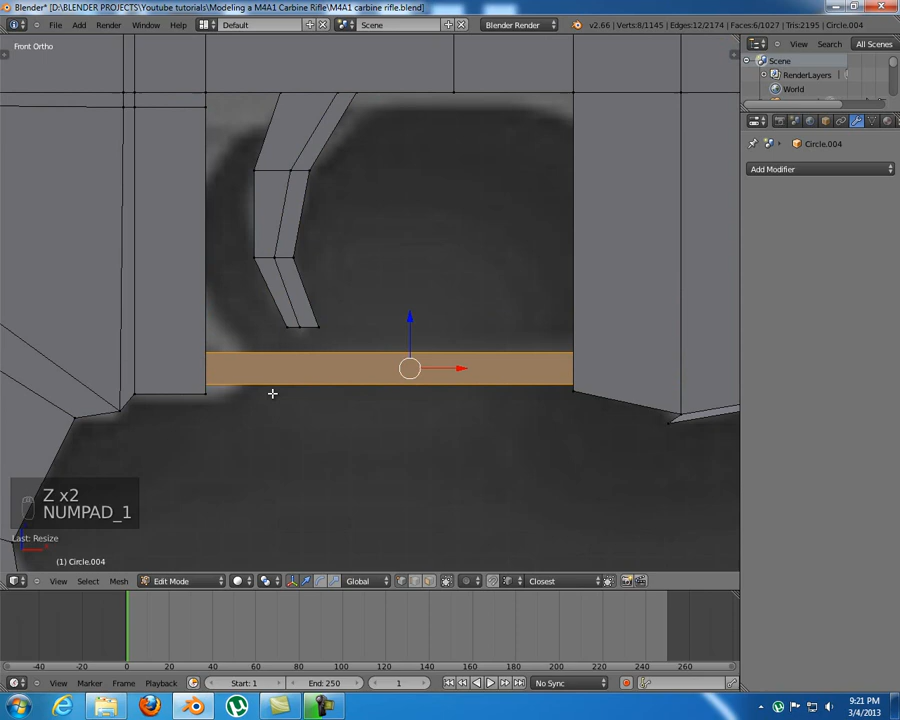 Blender* [D:\BLENDER PROJECTS\Youtube tutorials\Modeling a M4A1 Carbine Rifle\M4A1 carbine rifle.blend]
File Add Render Window Help Default Scene Blender Render v2.66 | Verts:8/1145 | Edges:12/2174 | Faces:6/1027 | Tris:2195 | Circle.004
Front Ortho
View Search All Scenes
Scene
RenderLayers
World
Circle.004
Add Modifier
Z x2
NUMPAD_1
Last: Resize
(1) Circle.004
View Select Mesh Edit Mode Global Closest
-40 -20 0 20 40 60 80 100 120 140 160 180 200 220 240 260 280
View Marker Frame Playback Start: 1 End: 250 1 No Sync
9:21 PM
3/4/2013